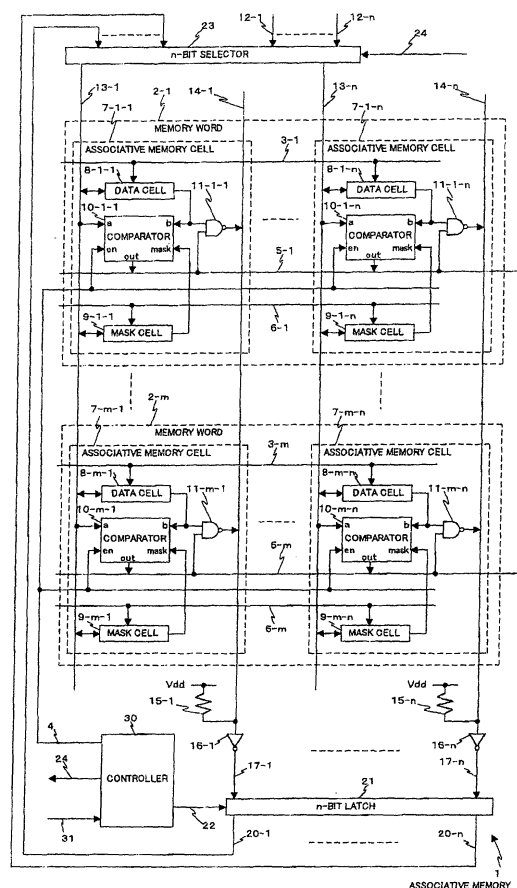 23 12-1 12-n
n-BIT SELECTOR 24
13-1 14-1 13-n 14-n
7-1-1 2-1 7-1-n
MEMORY WORD
ASSOCIATIVE MEMORY CELL 3-1 ASSOCIATIVE MEMORY CELL
8-1-1 8-1-n
DATA CELL 11-1-1 DATA CELL 11-1-n
10-1-1 10-1-n
a b a b
COMPARATOR COMPARATOR
en mask 5-1 en mask
out out
9-1-1 6-1 9-1-n
MASK CELL MASK CELL
7-m-1 2-m 7-m-n
MEMORY WORD
ASSOCIATIVE MEMORY CELL 3-m ASSOCIATIVE MEMORY CELL
8-m-1 8-m-n
DATA CELL 11-m-1 DATA CELL 11-m-n
10-m-1 10-m-n
a b a b
COMPARATOR COMPARATOR
en mask 6-m en mask
out out
9-m-1 6-m 9-m-n
MASK CELL MASK CELL
Vdd Vdd
15-1 15-n
30
4 16-1 16-n
24 17-1 17-n
CONTROLLER 21
n-BIT LATCH
31 22 20-1 20-n
1
ASSOCIATIVE MEMORY